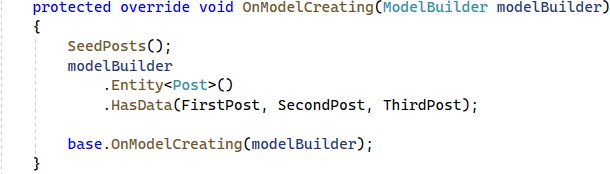 protected override void OnModelCreating(ModelBuilder modelBuilder)
{
    SeedPosts();
    modelBuilder
        .Entity<Post>()
        .HasData(FirstPost, SecondPost, ThirdPost);

    base.OnModelCreating(modelBuilder);
}